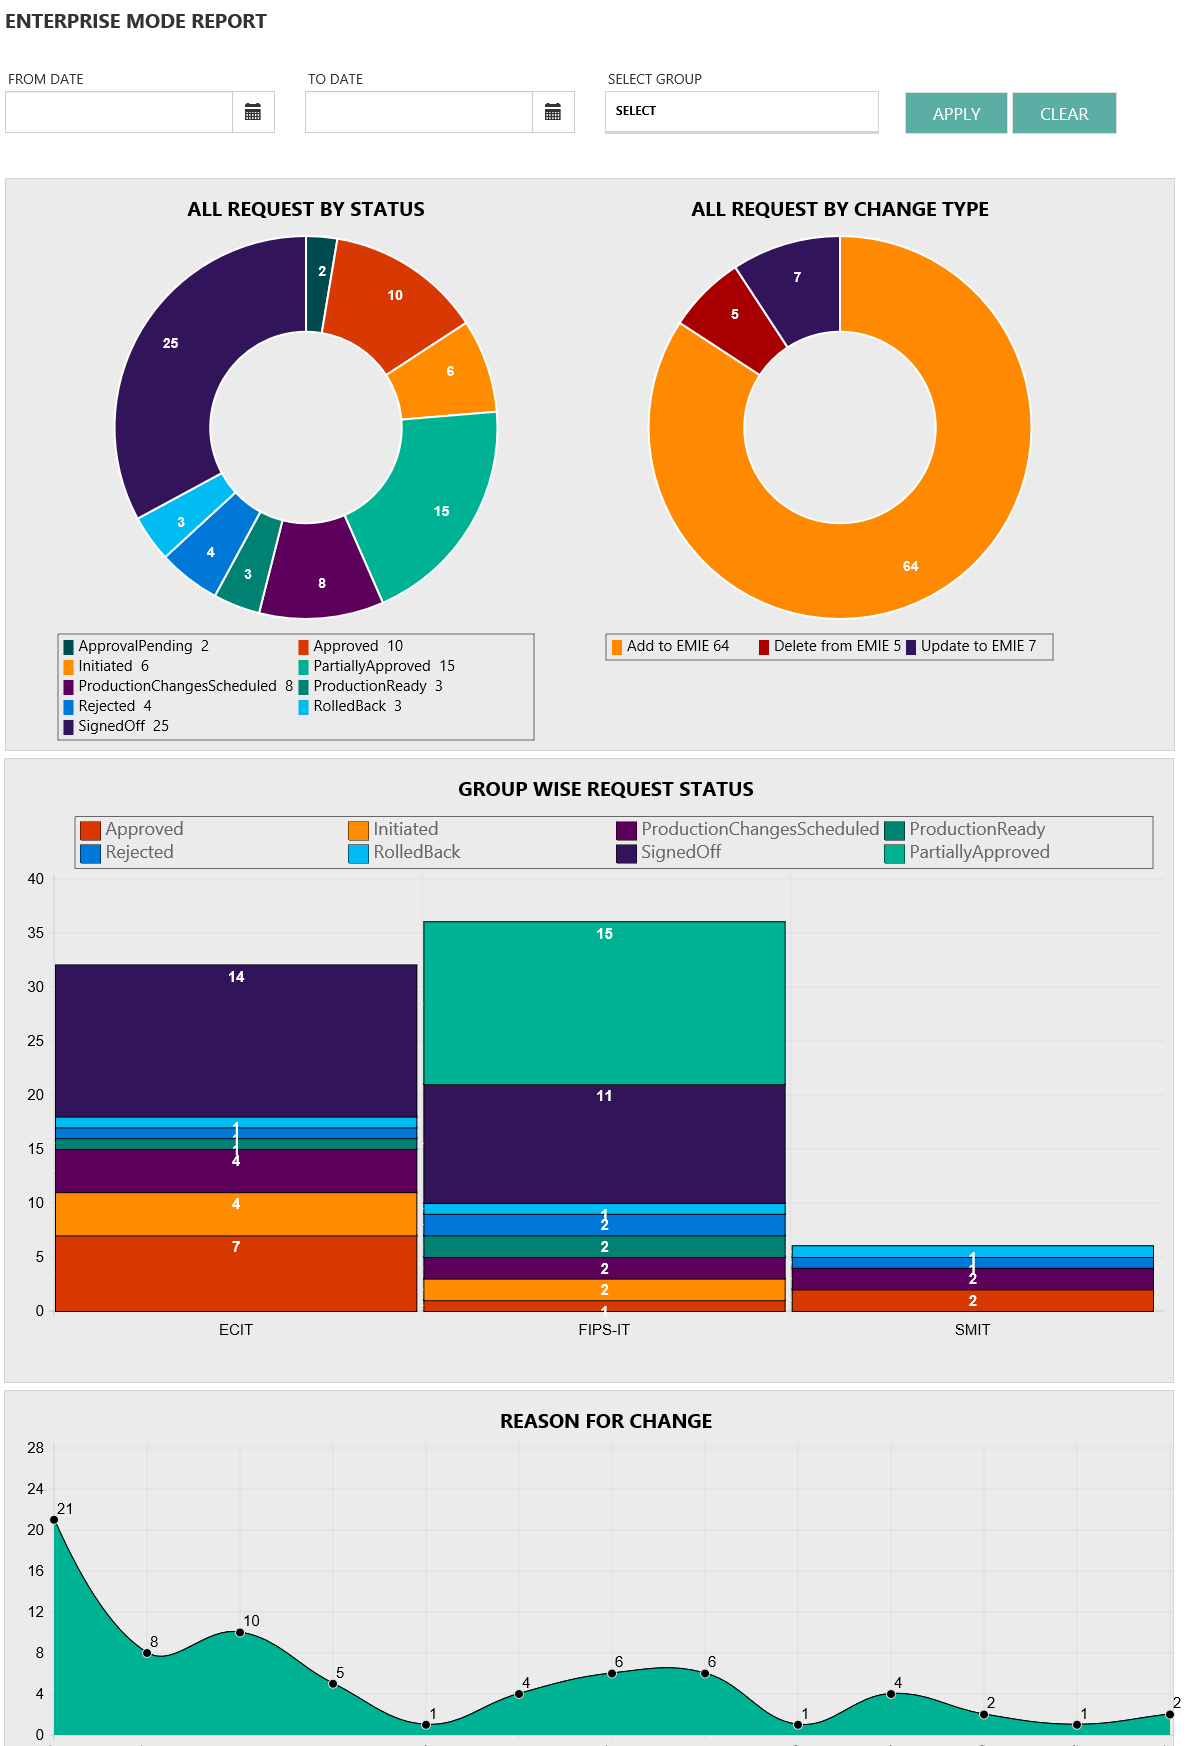 ENTERPRISE MODE REPORT
FROM DATE
TO DATE
SELECT GROUP
SELECT
APPLY
CLEAR
ALL REQUEST BY STATUS
2
10
6
15
8
3
4
3
25
ApprovalPending 2
Approved 10
Initiated 6
PartiallyApproved 15
ProductionChangesScheduled 8
ProductionReady 3
Rejected 4
RolledBack 3
SignedOff 25
ALL REQUEST BY CHANGE TYPE
7
5
64
Add to EMIE 64
Delete from EMIE 5
Update to EMIE 7
GROUP WISE REQUEST STATUS
Approved
Initiated
ProductionChangesScheduled
ProductionReady
Rejected
RolledBack
SignedOff
PartiallyApproved
40
35
30
25
20
15
10
5
0
14
1
1
1
4
4
7
15
11
1
2
2
2
2
1
1
1
2
2
ECIT
FIPS-IT
SMIT
REASON FOR CHANGE
28
24
20
16
12
8
4
0
21
8
10
5
1
4
6
6
1
4
2
1
2